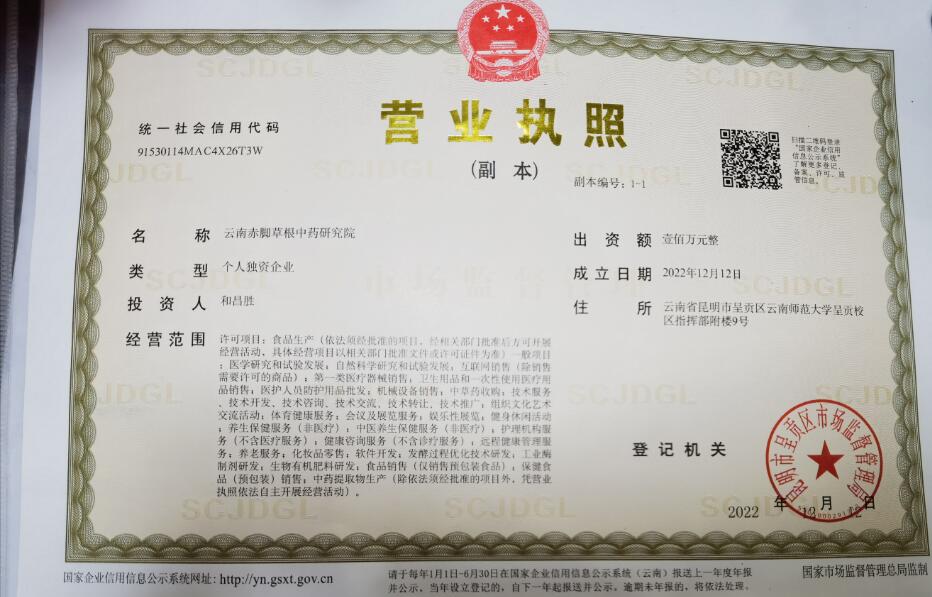 营业执照
(副 本)
副本编号：1-1
统一社会信用代码
91530114MAC4X26T3W
扫描二维码登录
"国家企业信用
信息公示系统"
了解更多登记、
备案、许可、监
管信息。
名 称 云南赤脚草根中药研究院
类 型 个人独资企业
投 资 人 和昌胜
经营范围 许可项目：食品生产（依法须经批准的项目，经相关部门批准后方可开展
经营活动，具体经营项目以相关部门批准文件或许可证件为准）一般项目
：医学研究和试验发展；自然科学研究和试验发展；互联网销售（除销售
需要许可的商品）；第一类医疗器械销售；卫生用品和一次性使用医疗用
品销售；医护人员防护用品批发；机械设备销售；中草药收购；技术服务
、技术开发、技术咨询、技术交流、技术转让、技术推广；组织文化艺术
交流活动；体育健康服务；会议及展览服务；娱乐性展览；健身休闲活动
；养生保健服务（非医疗）；中医养生保健服务（非医疗）；护理机构服
务（不含医疗服务）；健康咨询服务（不含诊疗服务）；远程健康管理服
务；养老服务；化妆品零售；软件开发；发酵过程优化技术研发；工业酶
制剂研发；生物有机肥料研发；食品销售（仅销售预包装食品）；保健食
品（预包装）销售；中药提取物生产（除依法须经批准的项目外，凭营业
执照依法自主开展经营活动）。
出 资 额 壹佰万元整
成立日期 2022年12月12日
住 所 云南省昆明市呈贡区云南师范大学呈贡校
区指挥部附楼9号
登记机关
昆明市呈贡区市场监督管理局
2022 年 12 月 12 日
国家企业信用信息公示系统网址: http://yn.gsxt.gov.cn
请于每年1月1日~6月30日在国家企业信用信息公示系统（云南）报送上一年度年报
并公示，当年设立登记的，自下一年起报送并公示，逾期未年报的，将依法处理。
国家市场监督管理总局监制
SCJDGL
市场监督管理